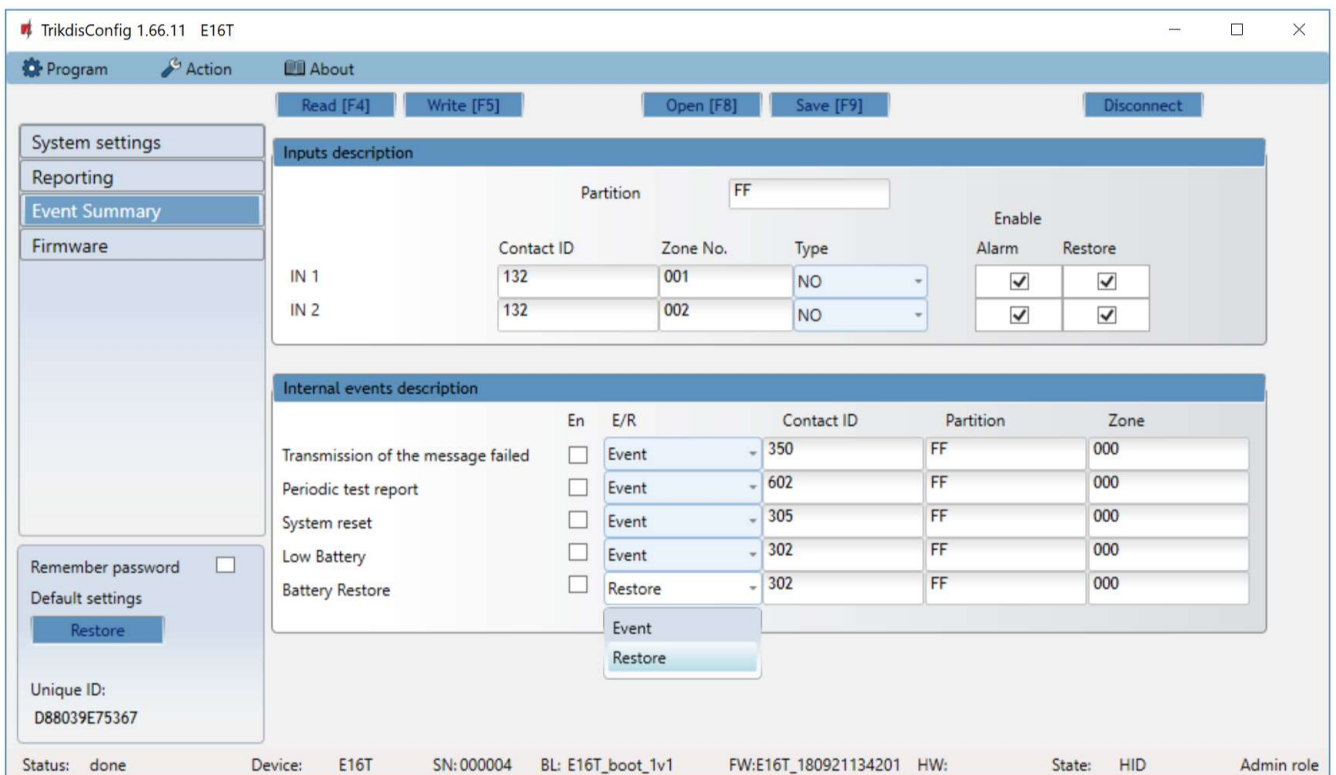 TrikdisConfig 1.66.11 E16T
Program Action About
Read [F4] Write [F5] Open [F8] Save [F9] Disconnect
System settings
Reporting
Event Summary
Firmware
Inputs description
Partition FF
Enable
Contact ID Zone No. Type Alarm Restore
IN 1 132 001 NO
IN 2 132 002 NO
Internal events description
En E/R Contact ID Partition Zone
Transmission of the message failed Event 350 FF 000
Periodic test report Event 602 FF 000
System reset Event 305 FF 000
Low Battery Event 302 FF 000
Battery Restore Restore 302 FF 000
Event
Restore
Remember password
Default settings
Restore
Unique ID:
D88039E75367
Status: done Device: E16T SN: 000004 BL: E16T_boot_1v1 FW:E16T_180921134201 HW: State: HID Admin role